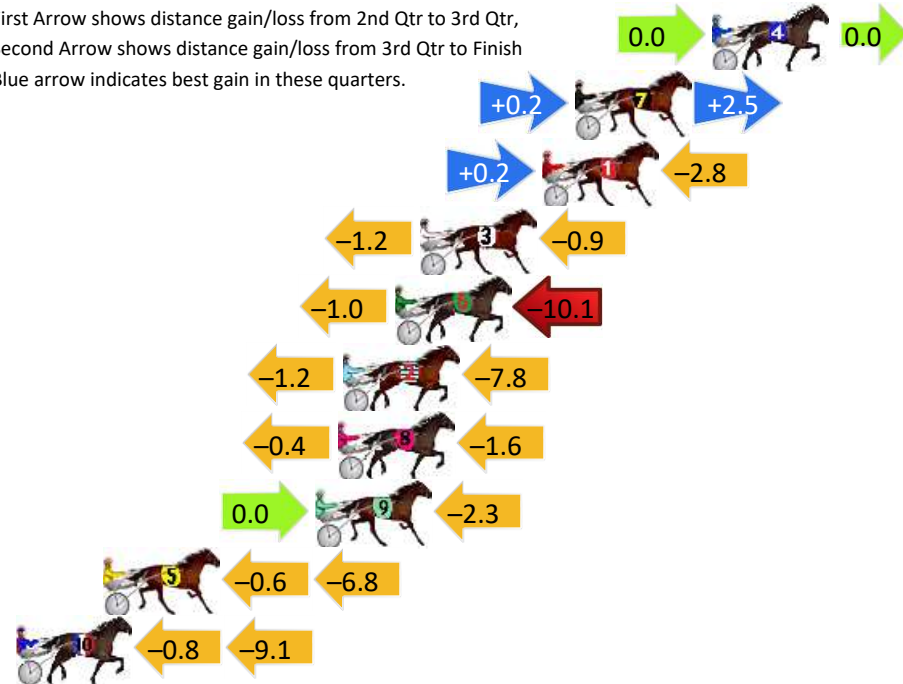 irst Arrow shows distance gain/loss from 2nd Qtr to 3rd Qtr,
Second Arrow shows distance gain/loss from 3rd Qtr to Finish
Blue arrow indicates best gain in these quarters.
0.0 4 0.0
+0.2 7 +2.5
+0.2 1 –2.8
–1.2 3 –0.9
–1.0 6 –10.1
–1.2 2 –7.8
–0.4 8 –1.6
0.0 9 –2.3
5 –0.6 –6.8
10 –0.8 –9.1